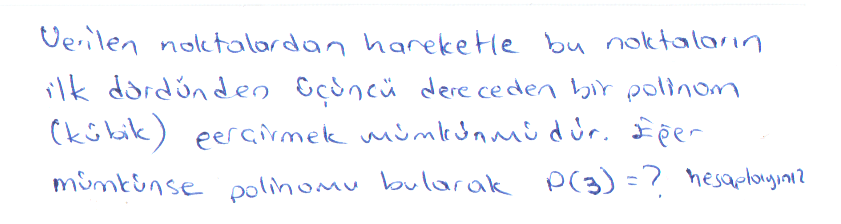 Verilen noktalardan hareketle bu noktaların
ilk dördünden üçüncü dereceden bir polinom
(kübik) geçirmek mümkünmüdür. Eğer
mümkünse polinomu bularak P(3) = ? hesaplayınız